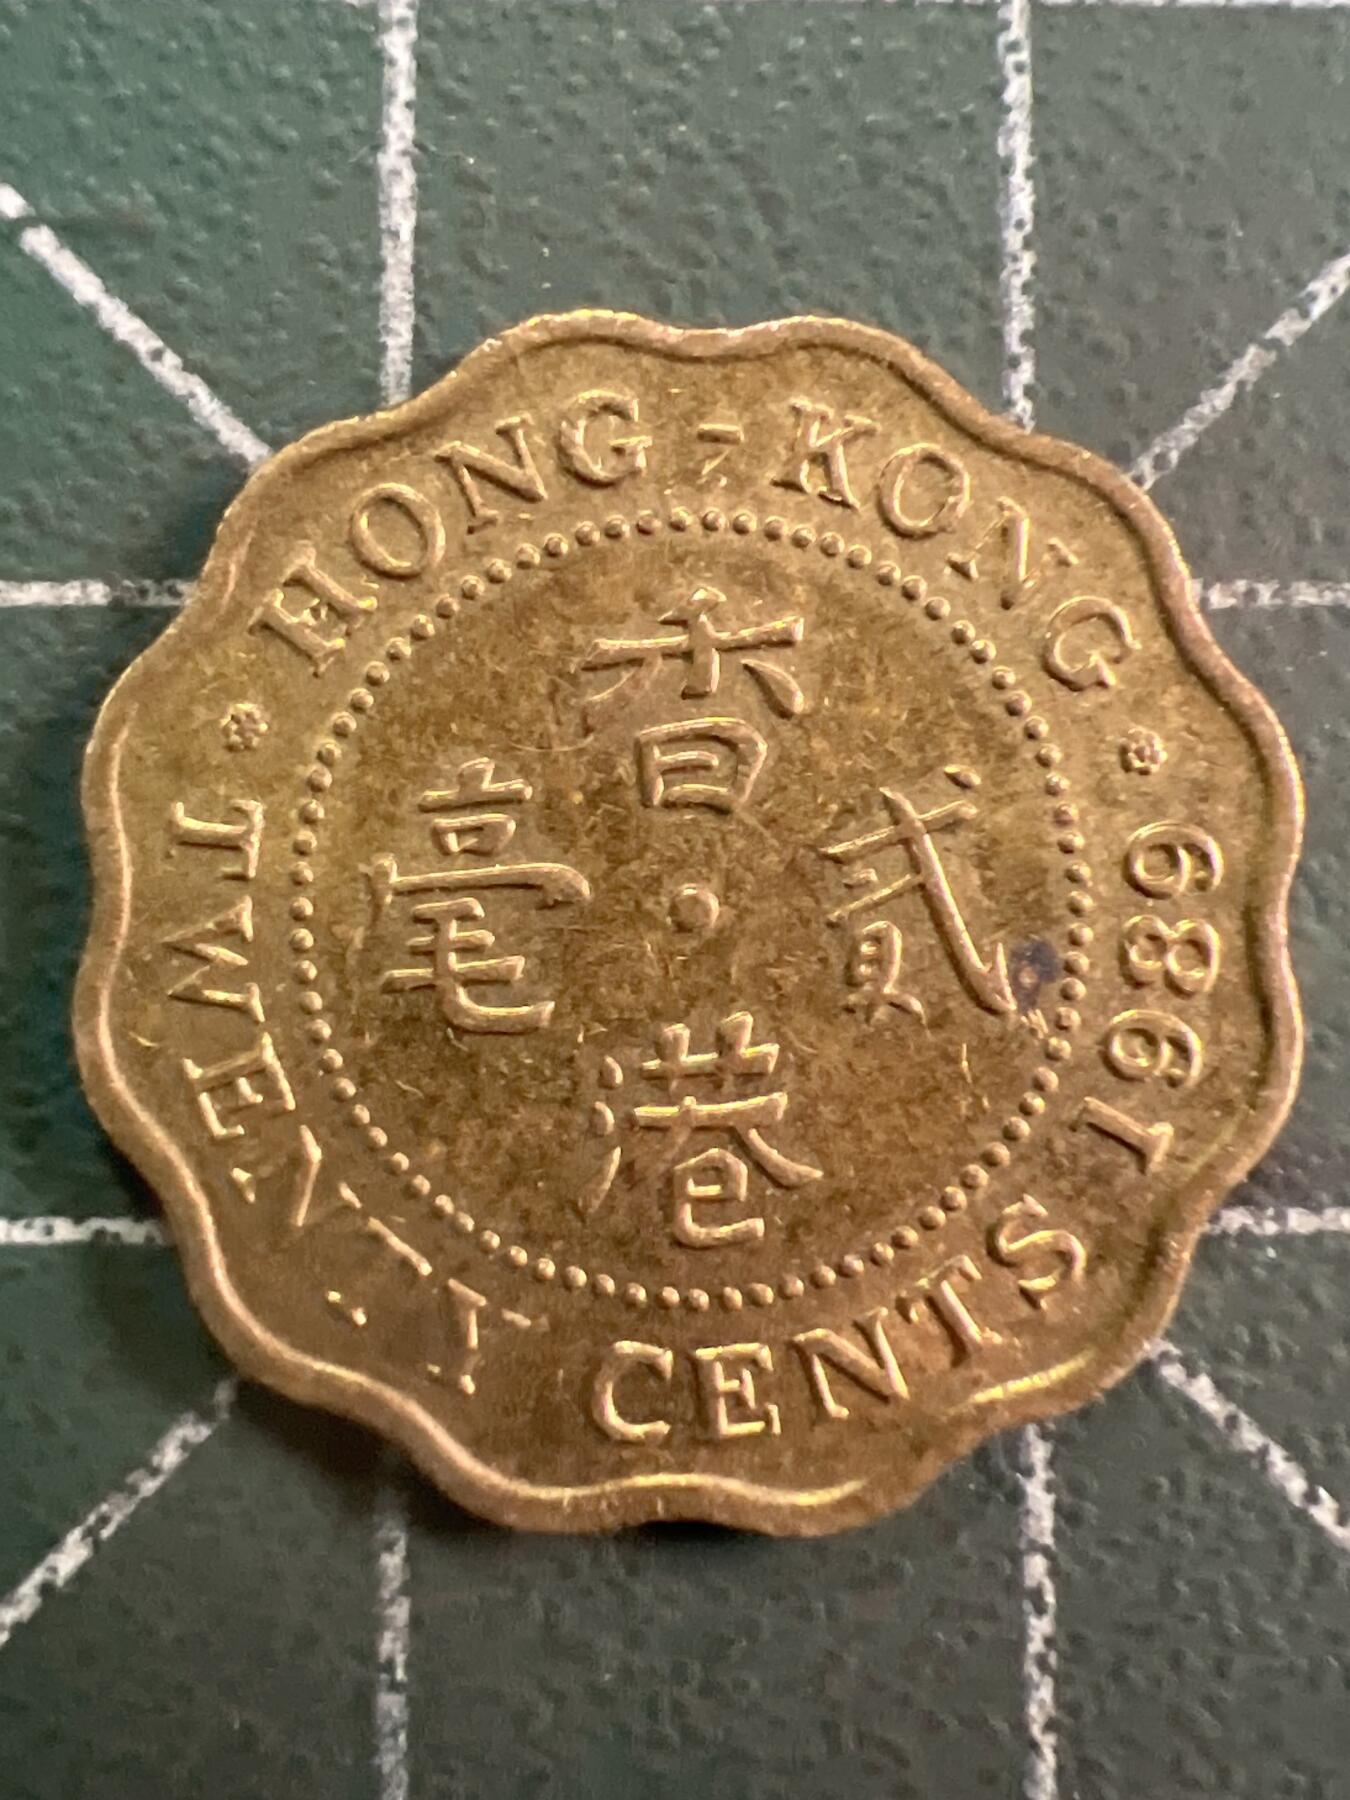 HONG - KONG
香港
貳毫
TWENTY CENTS 1989